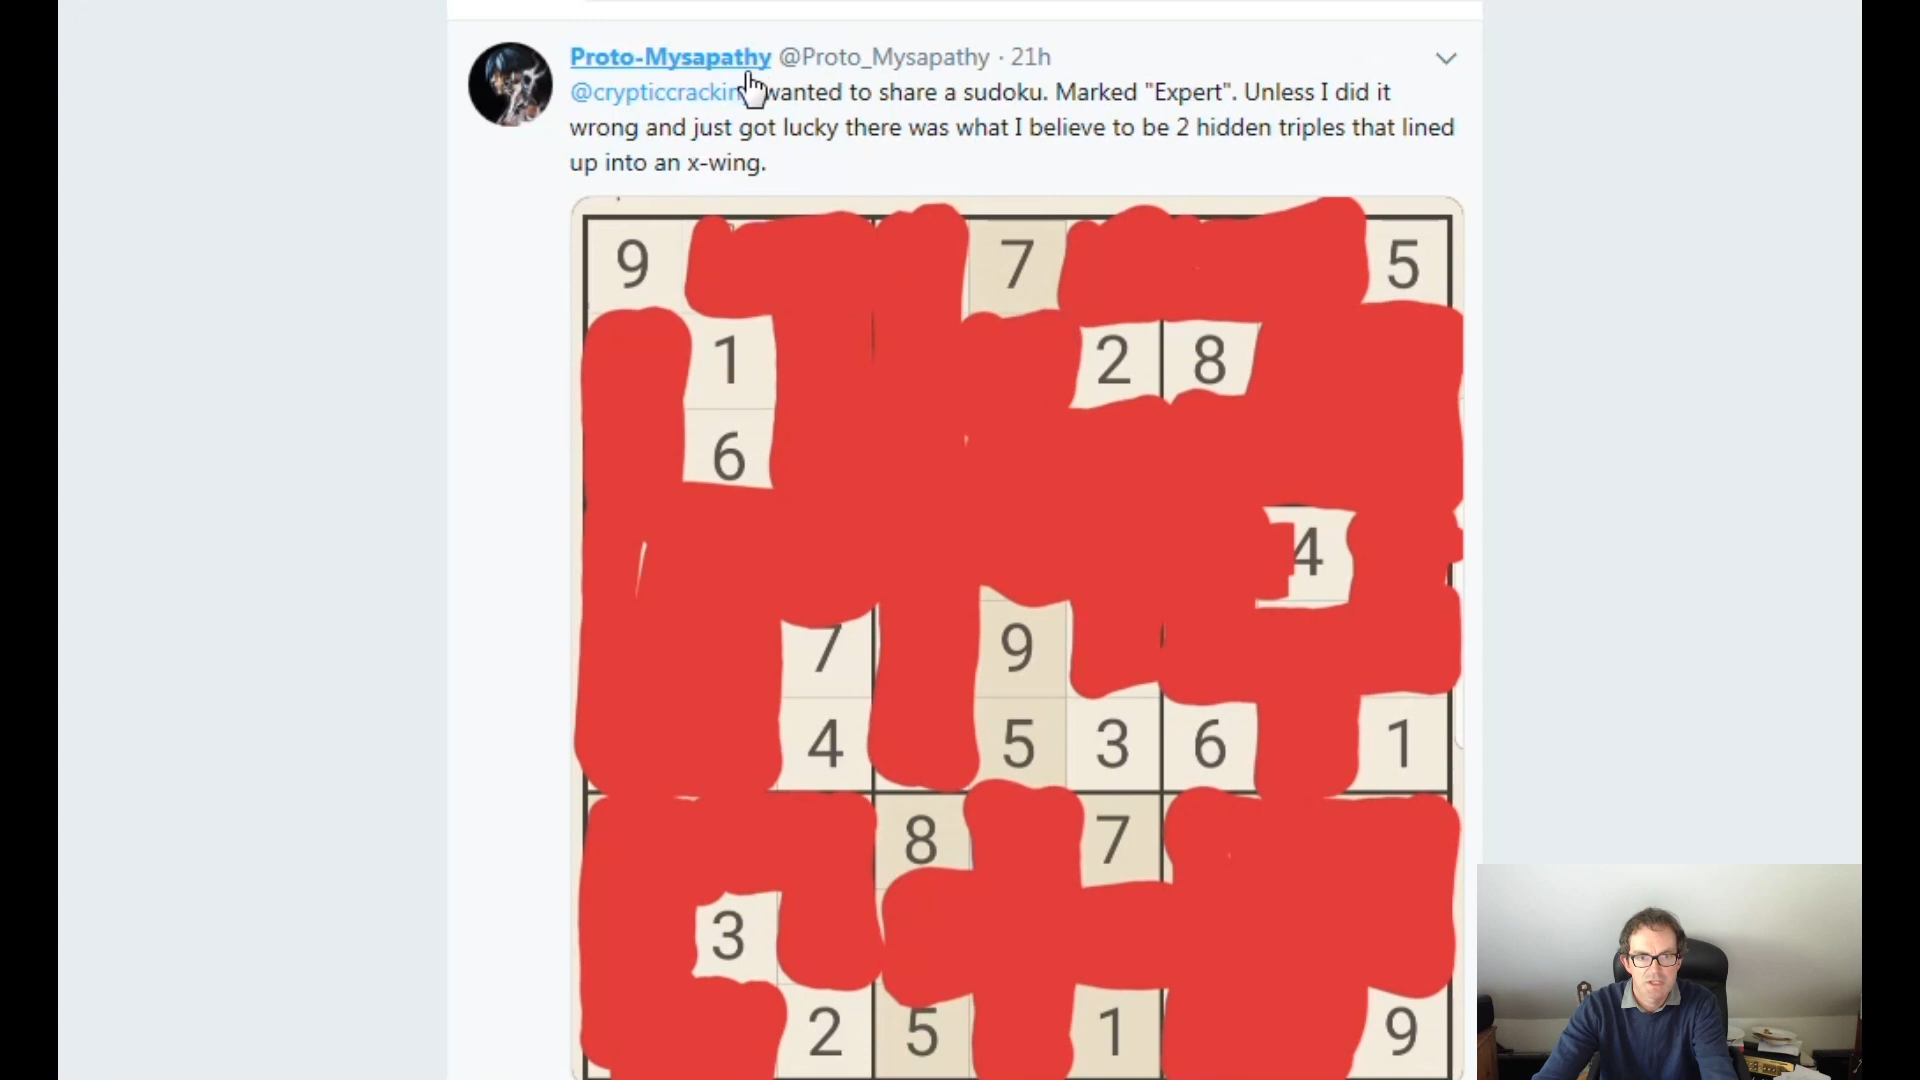 Proto-Mysapathy @Proto_Mysapathy · 21h
@crypticcrackin wanted to share a sudoku. Marked "Expert". Unless I did it
wrong and just got lucky there was what I believe to be 2 hidden triples that lined
up into an x-wing.
9 7 5
1 2 8
6
4
7 9
4 5 3 6 1
8 7
3
2 5 1 9